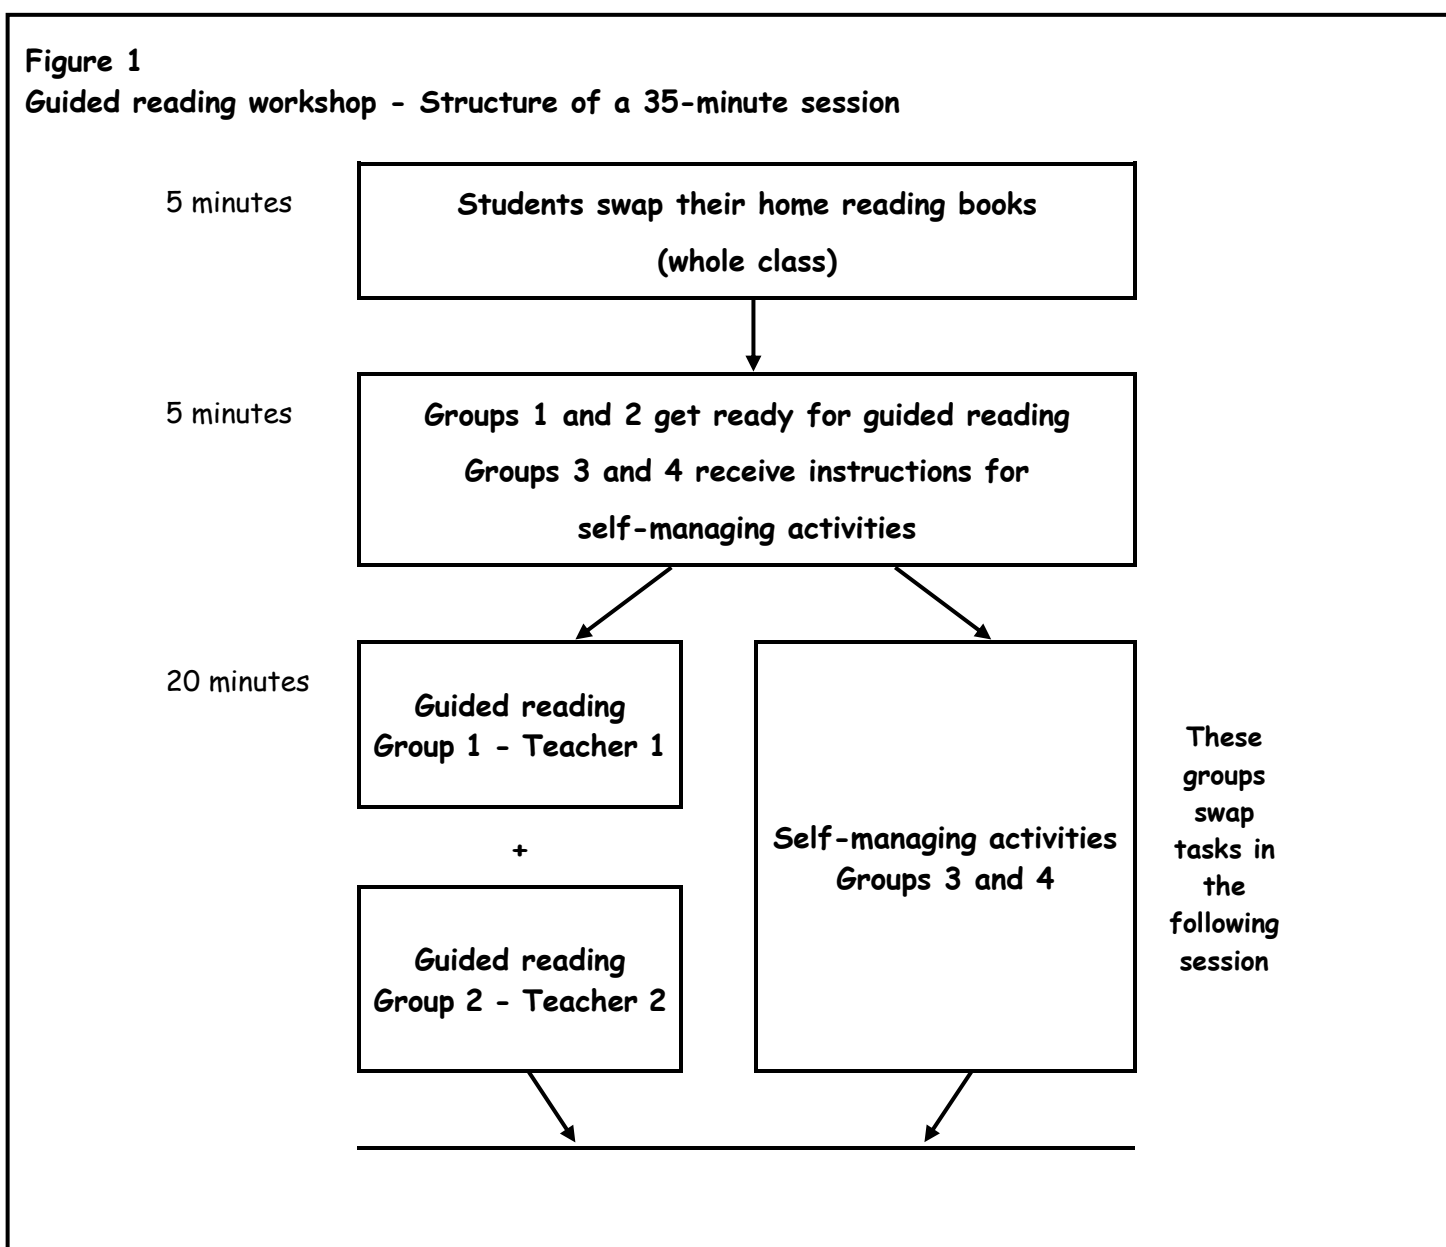 Figure 1
Guided reading workshop - Structure of a 35-minute session
5 minutes
Students swap their home reading books
(whole class)
5 minutes
Groups 1 and 2 get ready for guided reading
Groups 3 and 4 receive instructions for
self-managing activities
20 minutes
Guided reading
Group 1 - Teacher 1
+
Guided reading
Group 2 - Teacher 2
Self-managing activities
Groups 3 and 4
These
groups
swap
tasks in
the
following
session